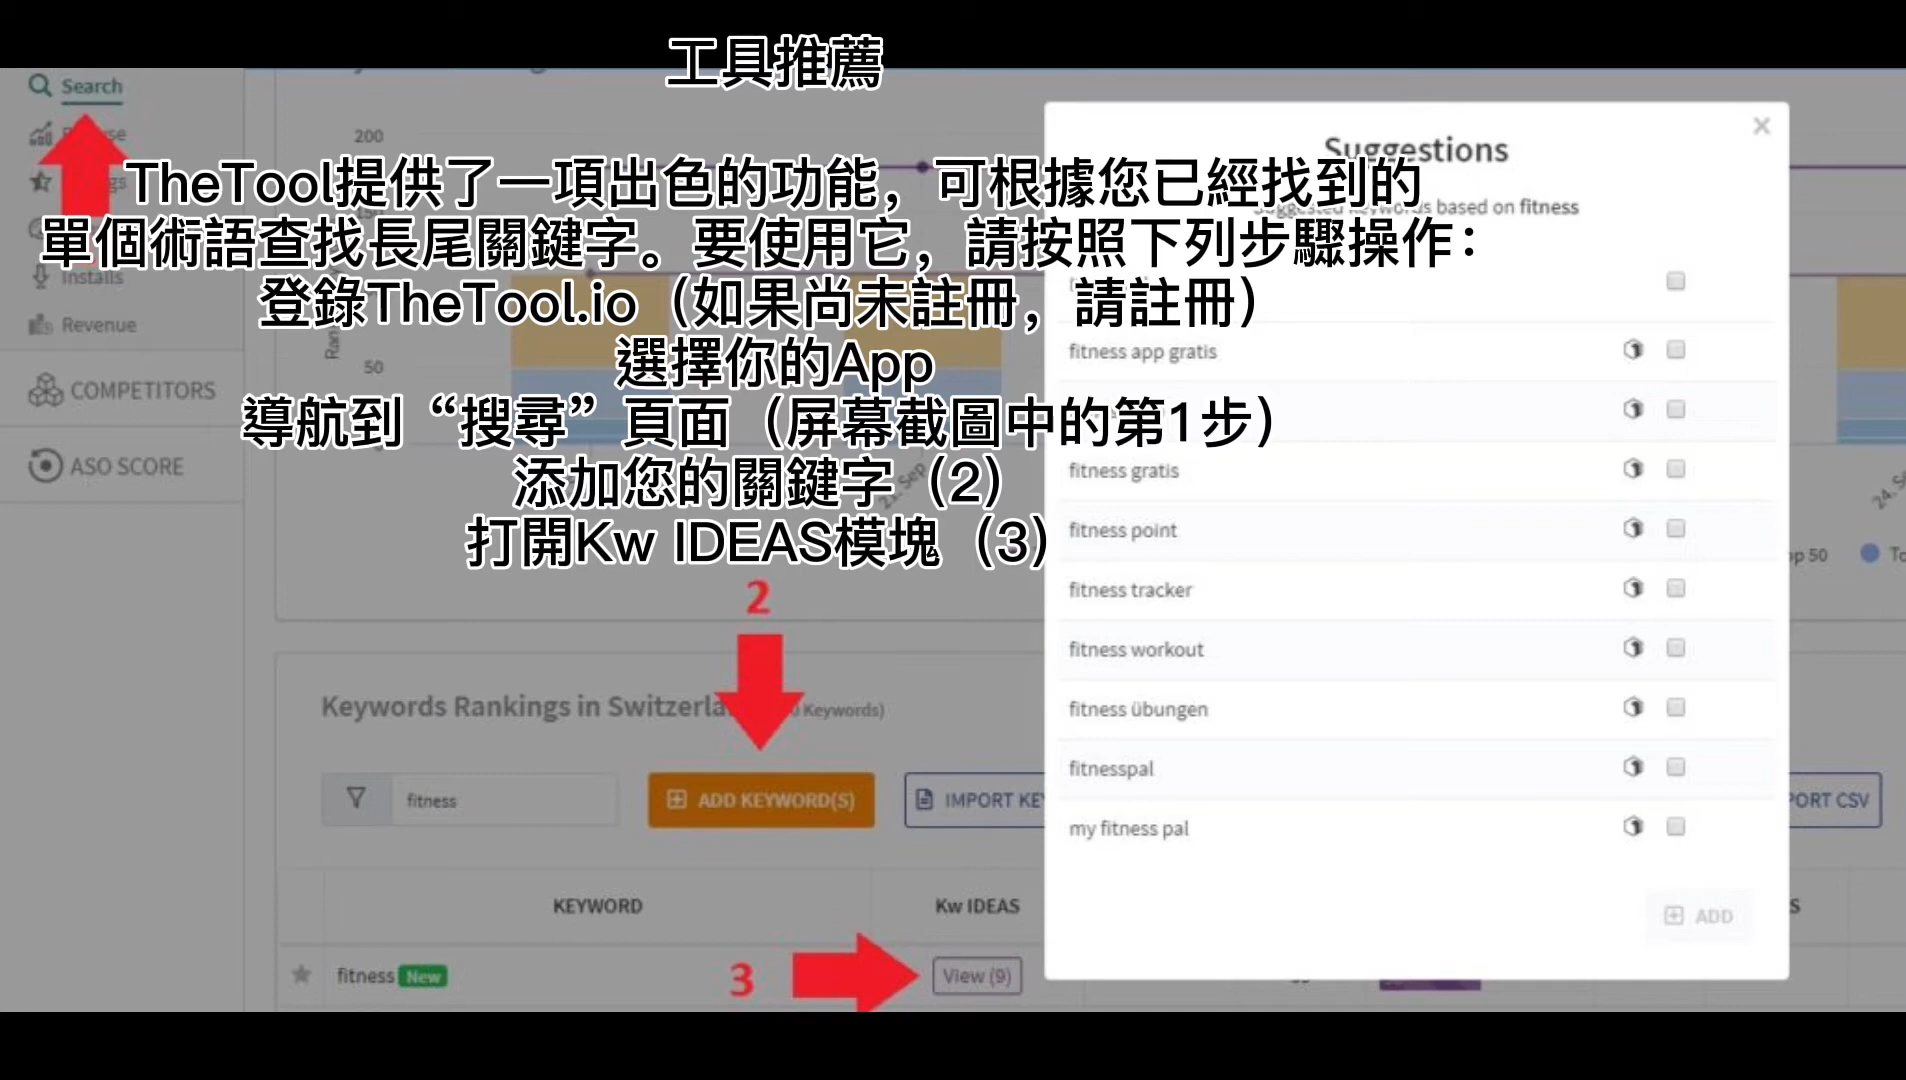 工具推薦
TheTool提供了一項出色的功能，可根據您已經找到的
單個術語查找長尾關鍵字。要使用它，請按照下列步驟操作：
登錄TheTool.io（如果尚未註冊，請註冊）
選擇你的App
導航到“搜尋”頁面（屏幕截圖中的第1步）
添加您的關鍵字（2）
打開Kw IDEAS模塊（3）
Search
Installs
Revenue
COMPETITORS
ASO SCORE
200
150
50
Suggestions
based on fitness
fitness app gratis
fitness gratis
fitness point
fitness tracker
fitness workout
fitness übungen
fitnesspal
my fitness pal
ADD
2
Keywords Rankings in
Keywords)
fitness
ADD KEYWORD(S)
IMPORT
CSV
KEYWORD
Kw IDEAS
fitness New
3
View (9)